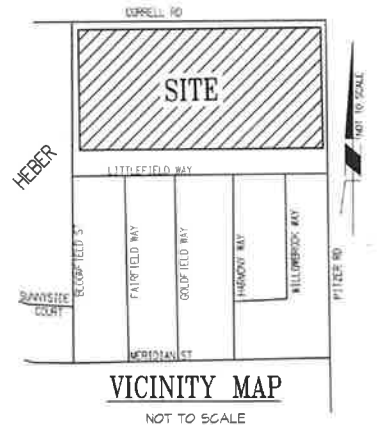 CORRELL RD
SITE
NOT TO SCALE
HEBER
LITTLEFIELD WAY
BLOOMFIELD ST
FAIRFIELD WAY
GOLDFIELD WAY
HARMONY WAY
WILLOWBROOK WAY
PITZER RD
SUNNYSIDE
COURT
MERIDIAN ST
VICINITY MAP
NOT TO SCALE